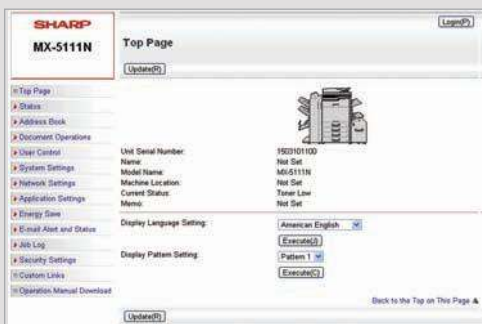 SHARP
MX-5111N
Login(P)
Top Page
Update(R)
Top Page
Status
Address Book
Document Operations
User Control
System Settings
Network Settings
Application Settings
Energy Save
E-mail Alert and Status
Job Log
Security Settings
Custom Links
Operation Manual Download
Unit Serial Number: 1503101100
Name: Not Set
Model Name: MX-5111N
Machine Location: Not Set
Current Status: Toner Low
Memo: Not Set
Display Language Setting: American English
Execute(J)
Display Pattern Setting: Pattern 1
Execute(C)
Back to the Top on This Page
Update(R)